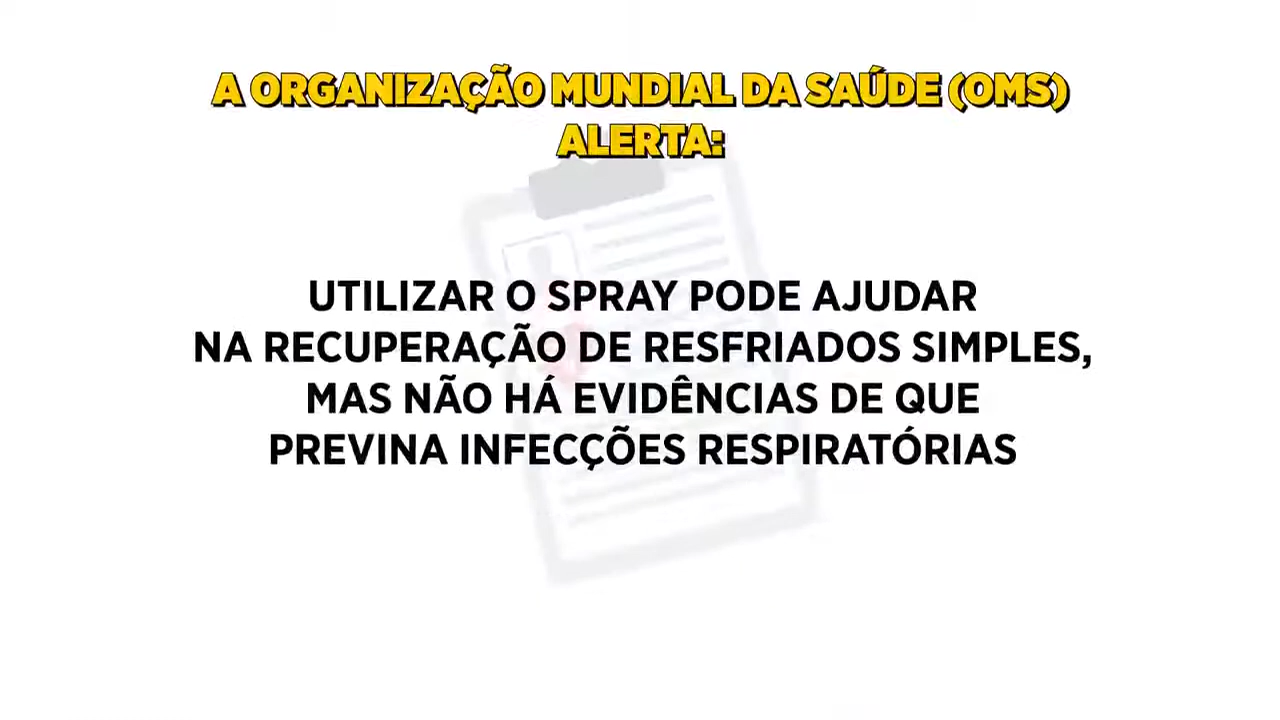 A ORGANIZAÇÃO MUNDIAL DA SAÚDE (OMS)
ALERTA:
UTILIZAR O SPRAY PODE AJUDAR
NA RECUPERAÇÃO DE RESFRIADOS SIMPLES,
MAS NÃO HÁ EVIDÊNCIAS DE QUE
PREVINA INFECÇÕES RESPIRATÓRIAS